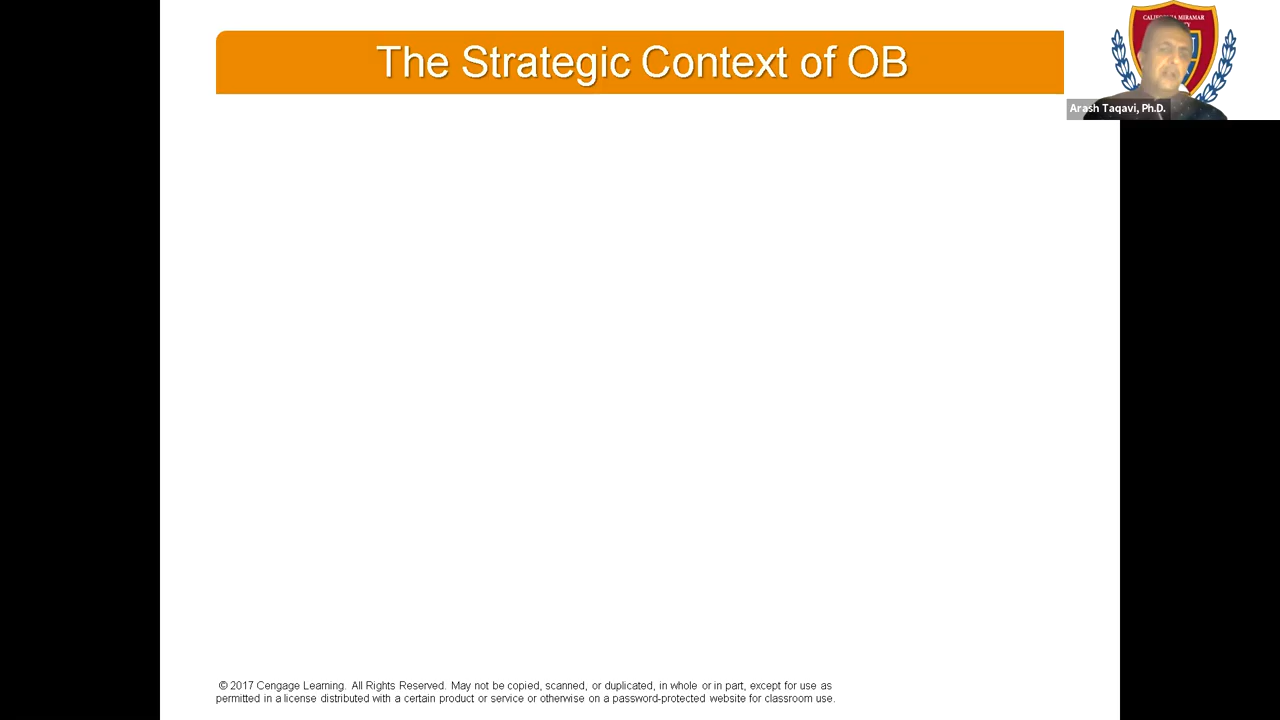 The Strategic Context of OB
CALIFORNIA MIRAMAR
Arash Taqavi, Ph.D.
© 2017 Cengage Learning. All Rights Reserved. May not be copied, scanned, or duplicated, in whole or in part, except for use as
permitted in a license distributed with a certain product or service or otherwise on a password-protected website for classroom use.